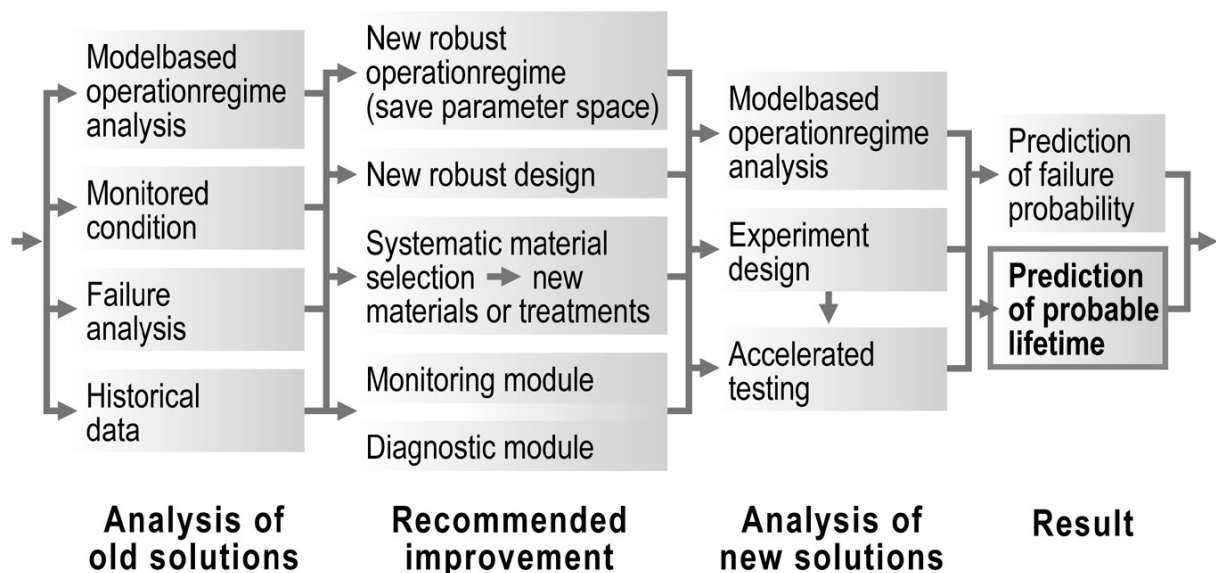 Modelbased
operationregime
analysis
Monitored
condition
Failure
analysis
Historical
data
Analysis of
old solutions
New robust
operationregime
(save parameter space)
New robust design
Systematic material
selection new
materials or treatments
Monitoring module
Diagnostic module
Recommended
improvement
Modelbased
operationregime
analysis
Experiment
design
Accelerated
testing
Analysis of
new solutions
Prediction
of failure
probability
Prediction
of probable
lifetime
Result